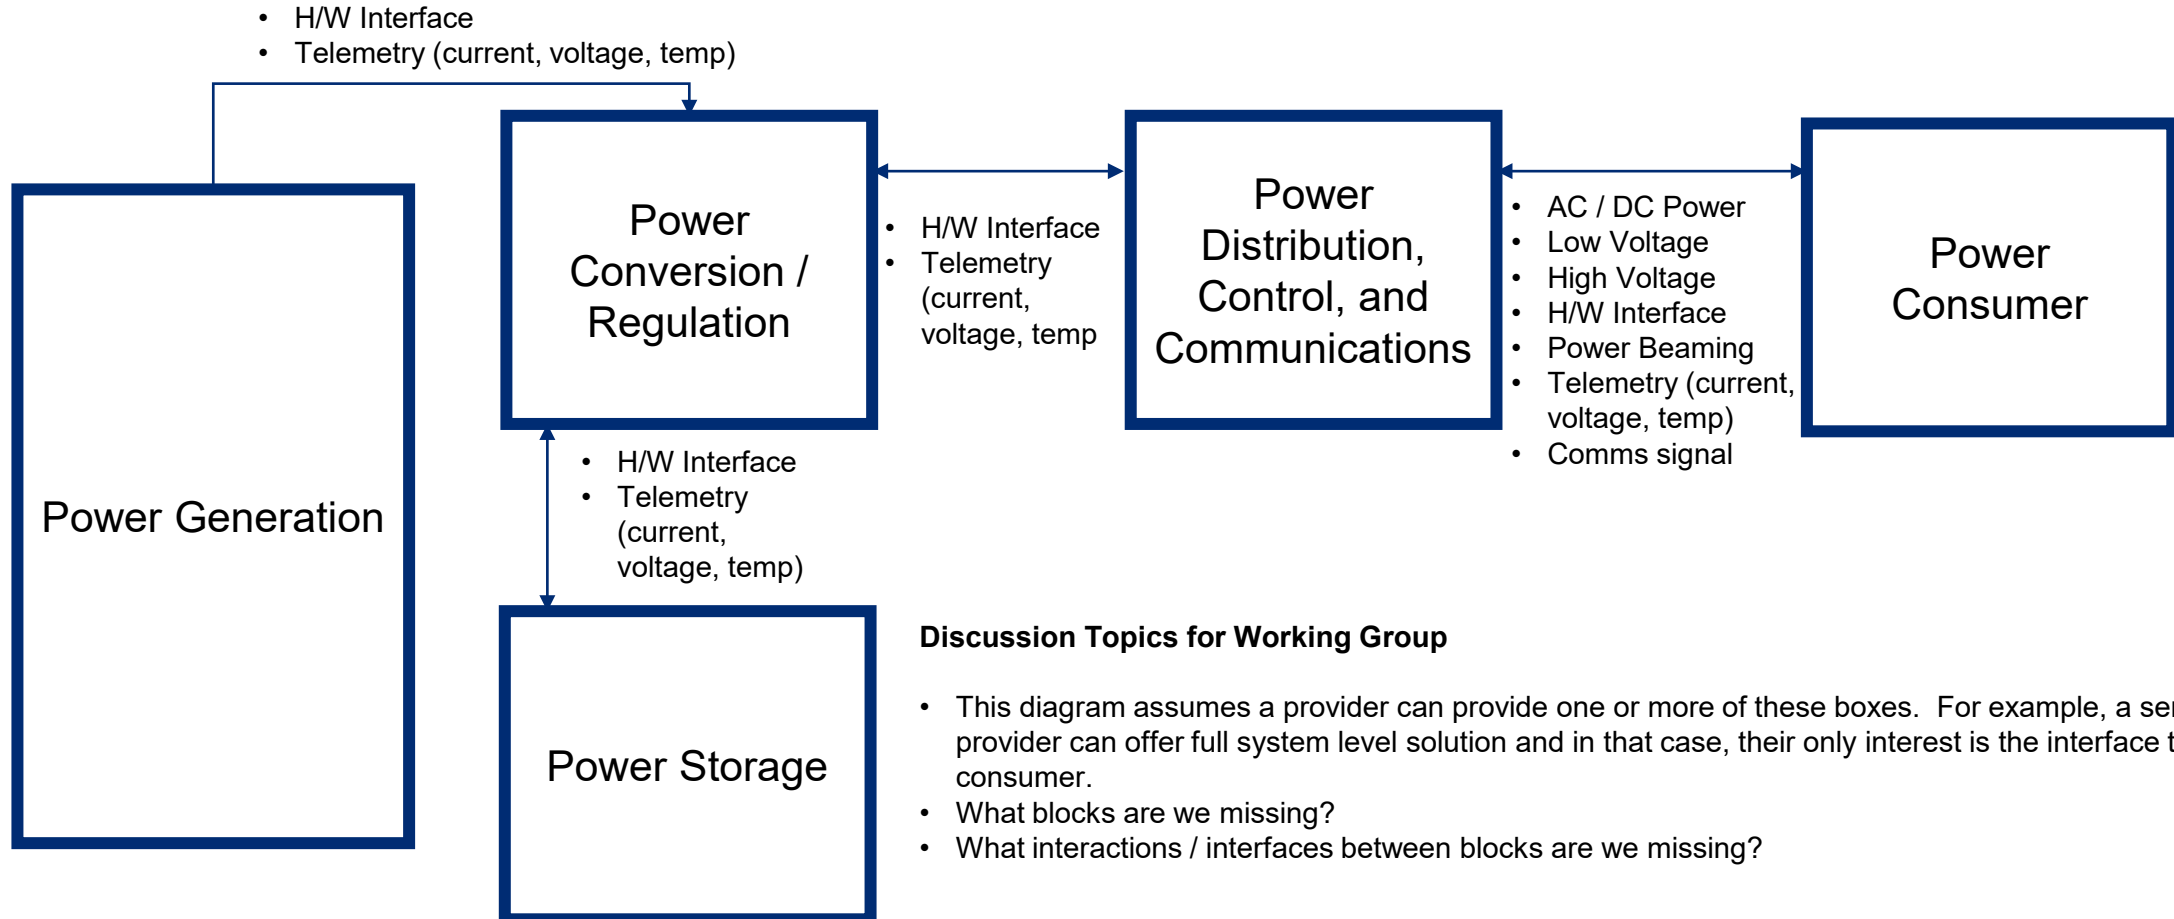 • H/W Interface
• Telemetry (current, voltage, temp)
Power Generation
Power
Conversion /
Regulation
• H/W Interface
• Telemetry
(current,
voltage, temp
Power
Distribution,
Control, and
Communications
• AC / DC Power
• Low Voltage
• High Voltage
• H/W Interface
• Power Beaming
• Telemetry (current,
voltage, temp)
• Comms signal
Power
Consumer
• H/W Interface
• Telemetry
(current,
voltage, temp)
Power Storage
Discussion Topics for Working Group
• This diagram assumes a provider can provide one or more of these boxes. For example, a
provider can offer full system level solution and in that case, their only interest is the interface
consumer.
• What blocks are we missing?
• What interactions / interfaces between blocks are we missing?